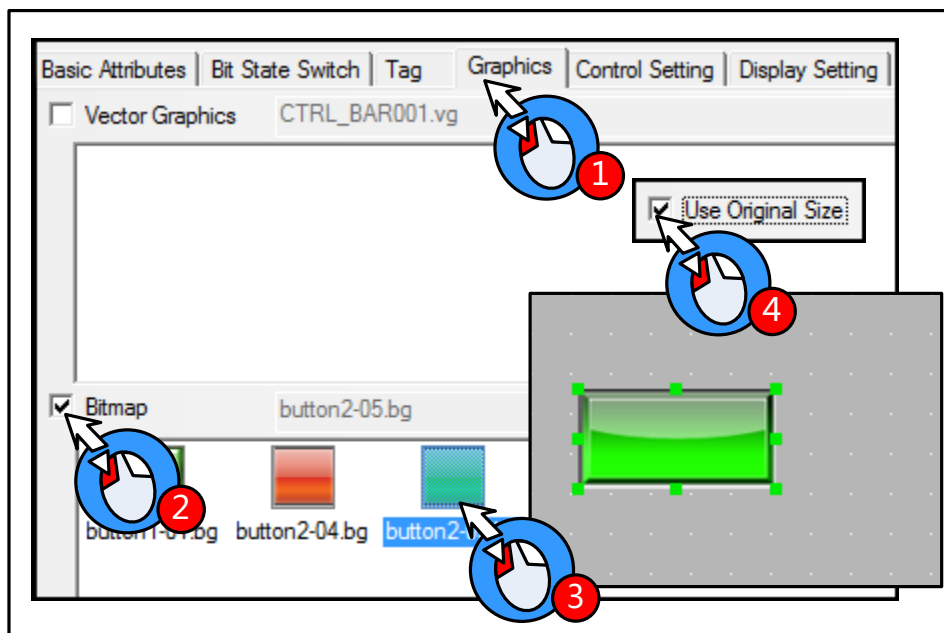 Basic Attributes Bit State Switch Tag Graphics Control Setting Display Setting
Vector Graphics CTRL_BAR001.vg
1
Use Original Size
4
Bitmap button2-05.bg
2
button2-04.bg
3